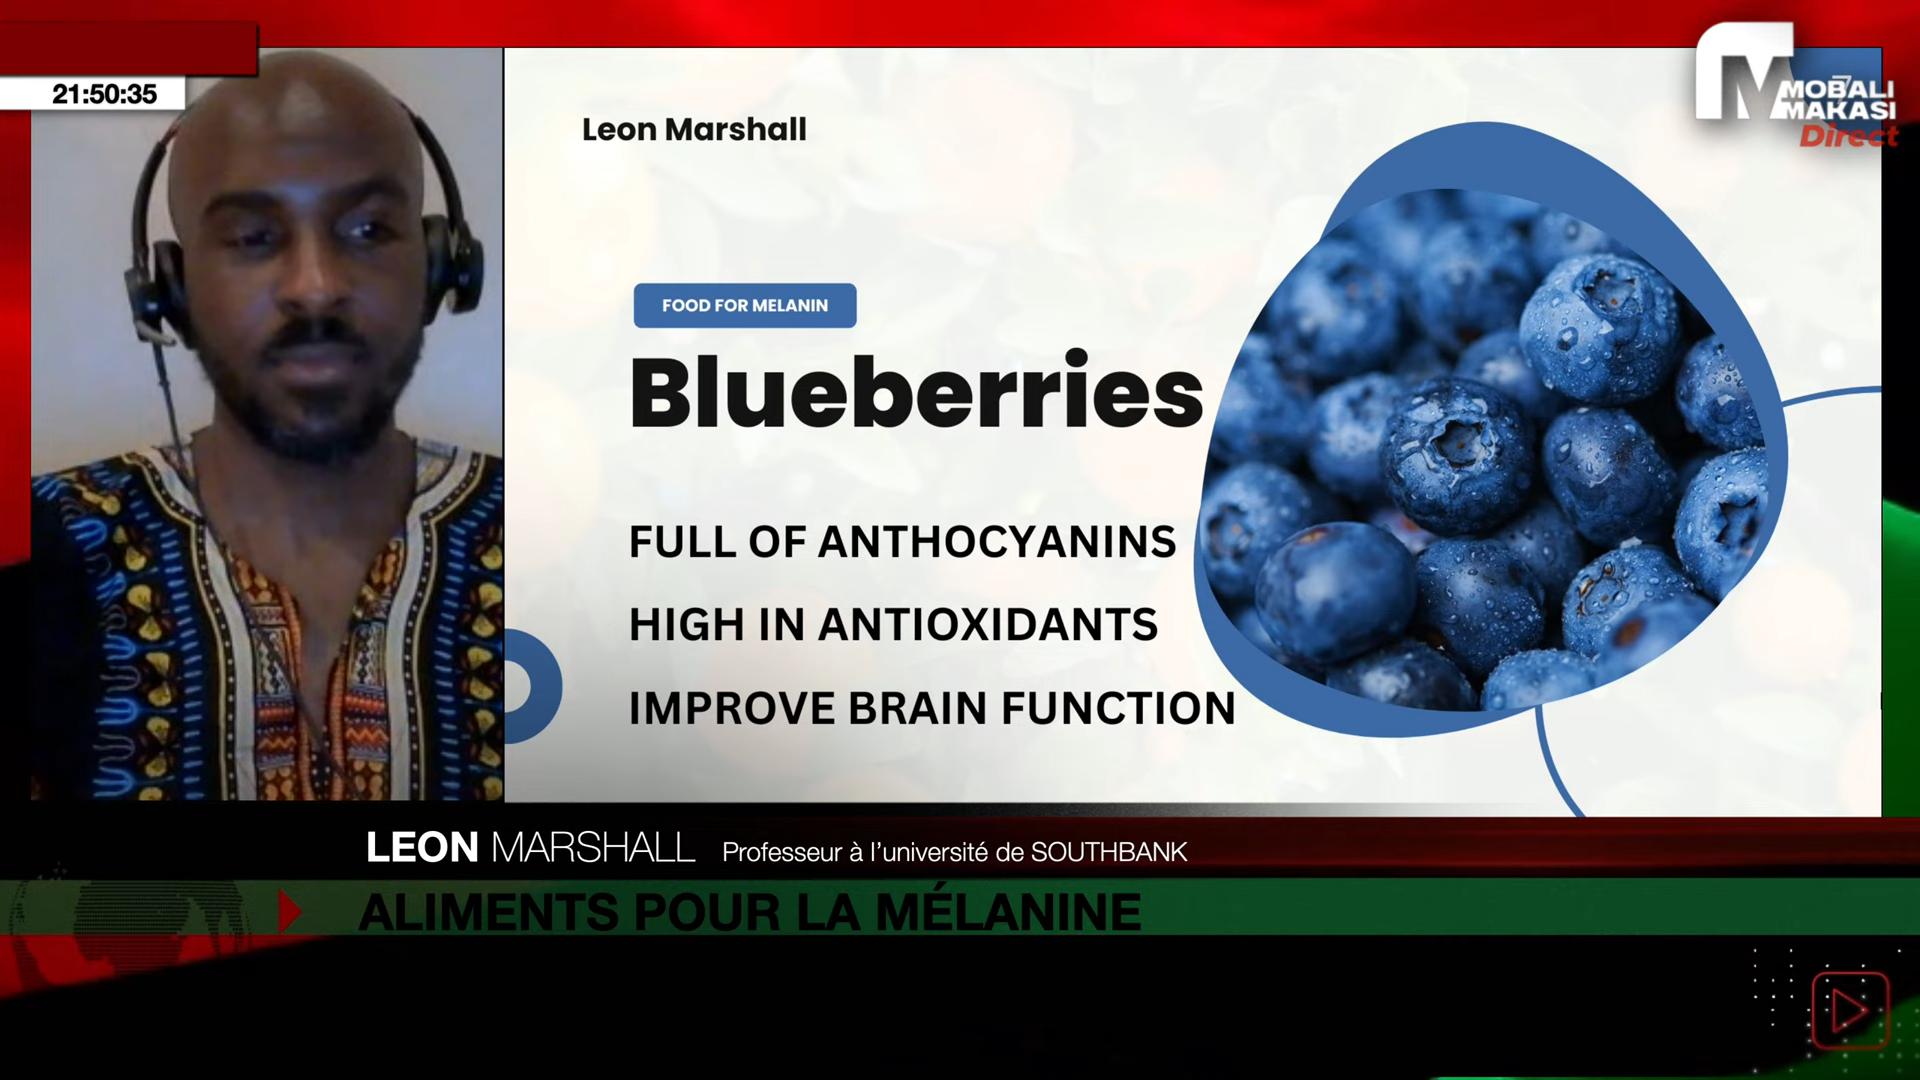 21:50:35
MOBALI
MAKASI
Direct
Leon Marshall
FOOD FOR MELANIN
Blueberries
FULL OF ANTHOCYANINS
HIGH IN ANTIOXIDANTS
IMPROVE BRAIN FUNCTION
LEON MARSHALL Professeur à l'université de SOUTHBANK
ALIMENTS POUR LA MÉLANINE